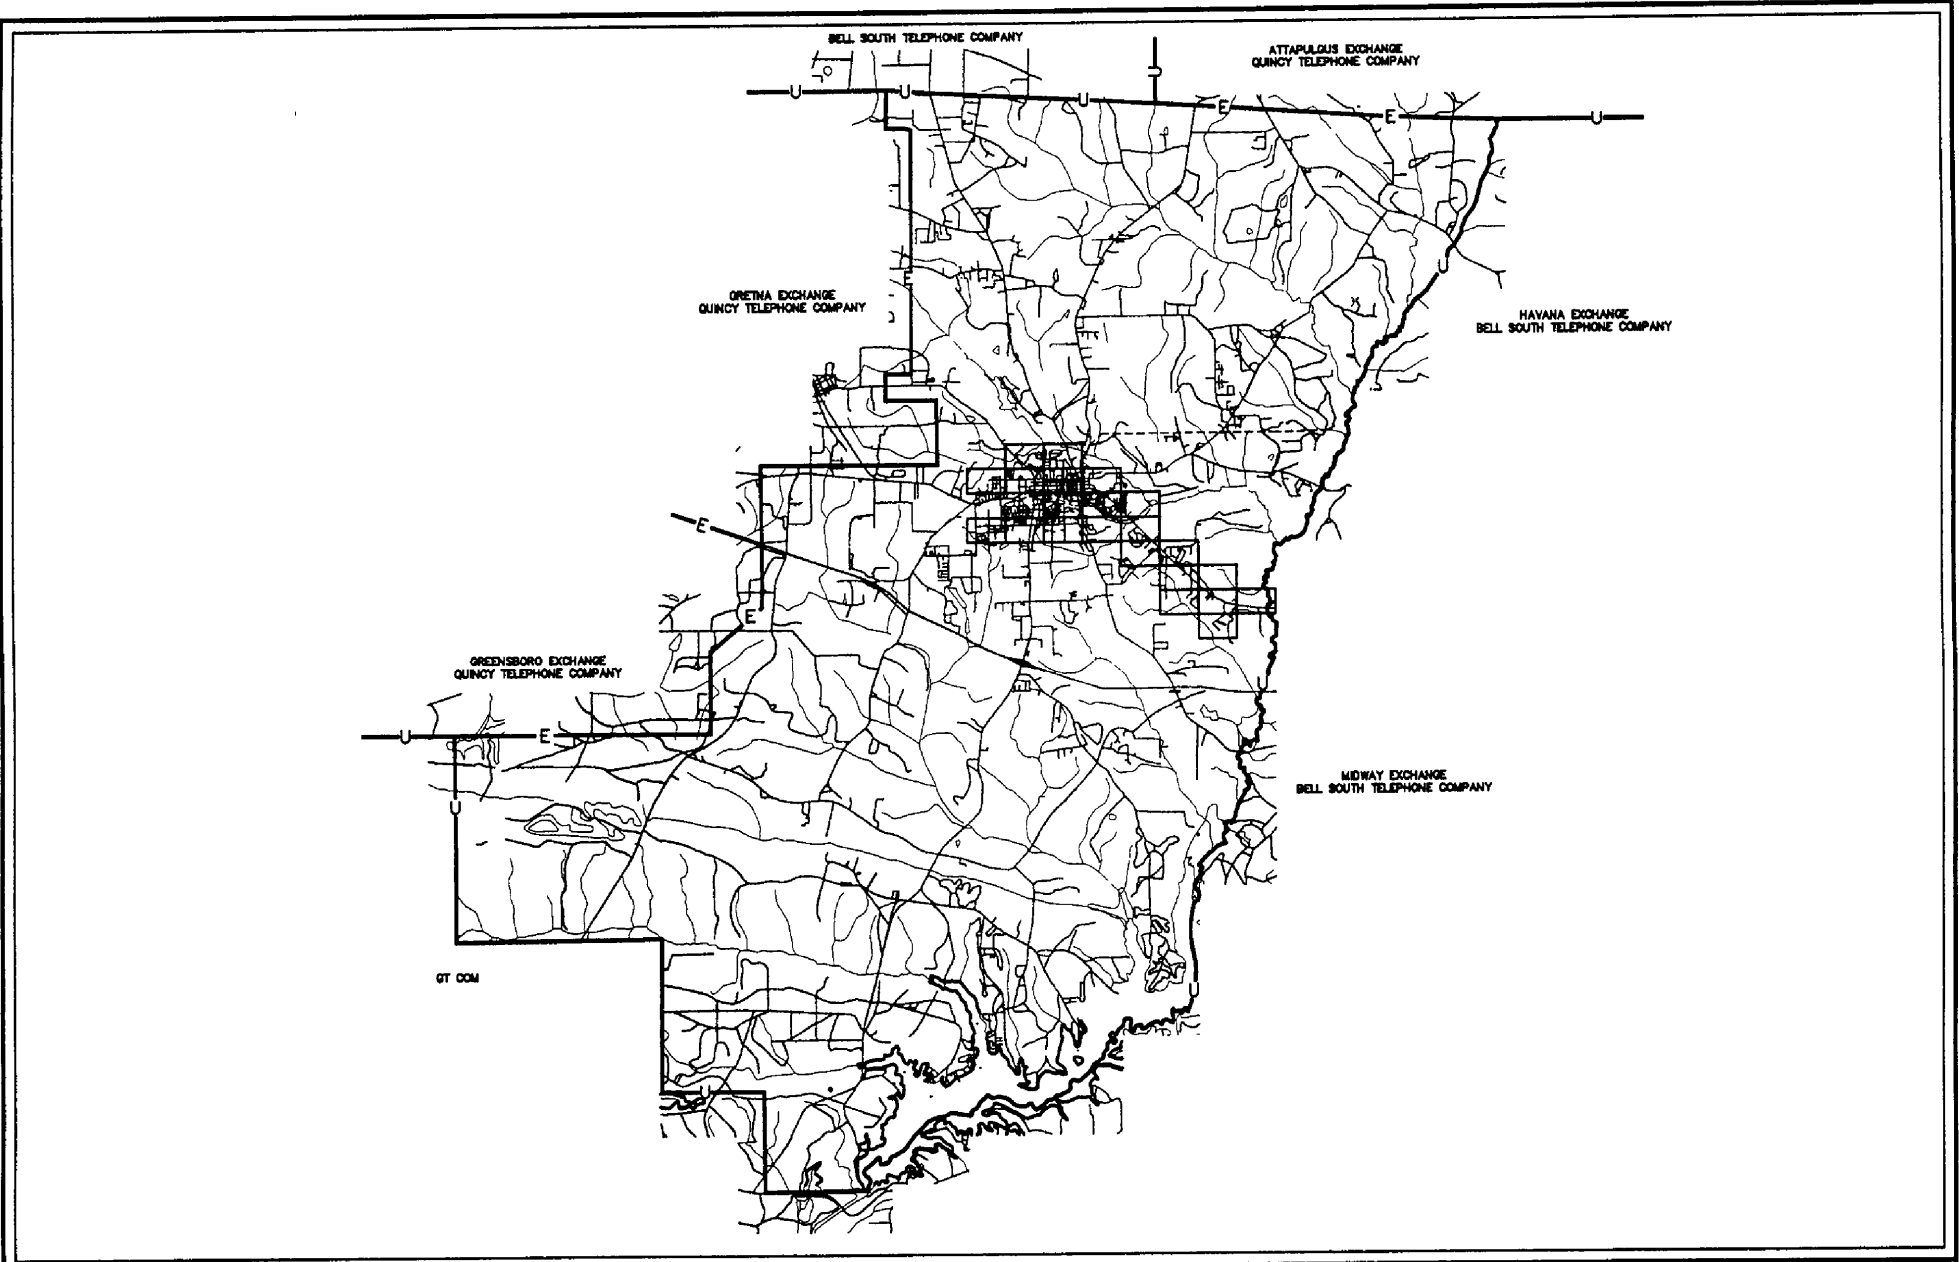 BELL SOUTH TELEPHONE COMPANY
ATTAPULGUS EXCHANGE
QUINCY TELEPHONE COMPANY
U
U
U
U
E
E
U
GRETNA EXCHANGE
QUINCY TELEPHONE COMPANY
E
U
HAVANA EXCHANGE
BELL SOUTH TELEPHONE COMPANY
E
E
GREENSBORO EXCHANGE
QUINCY TELEPHONE COMPANY
U
U
E
MIDWAY EXCHANGE
BELL SOUTH TELEPHONE COMPANY
U
GT COM
U
U